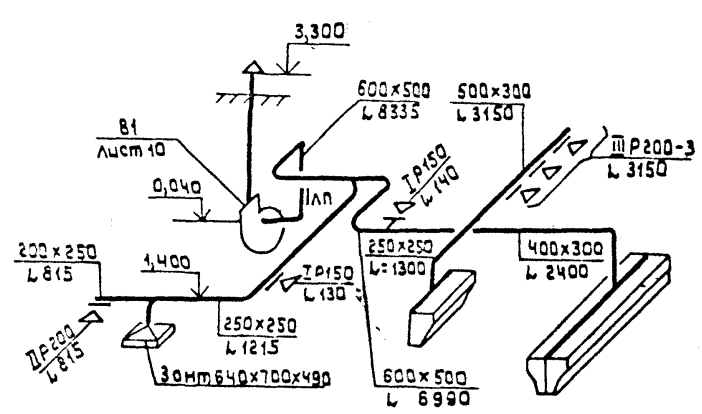 3,300
600×500
L 8335
500×300
L 3150
В1
Лист 10
III Р200-3
L 3150
I Р150
L 140
0,040
Iлп
200×250
L 815
1,400
250×250
L=1300
400×300
L 2400
I Р150
L 130
II Р200
L 815
250×250
L 1215
Зонт 640×700×490
600×500
L 6990